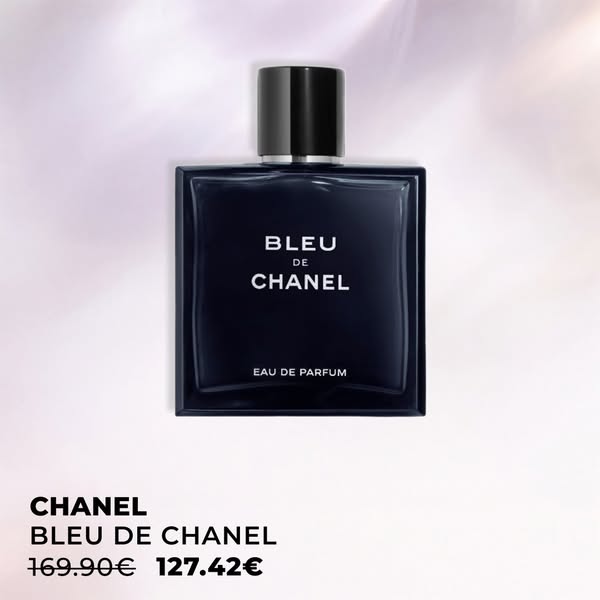 BLEU
DE
CHANEL
EAU DE PARFUM
CHANEL
BLEU DE CHANEL
169.90€ 127.42€